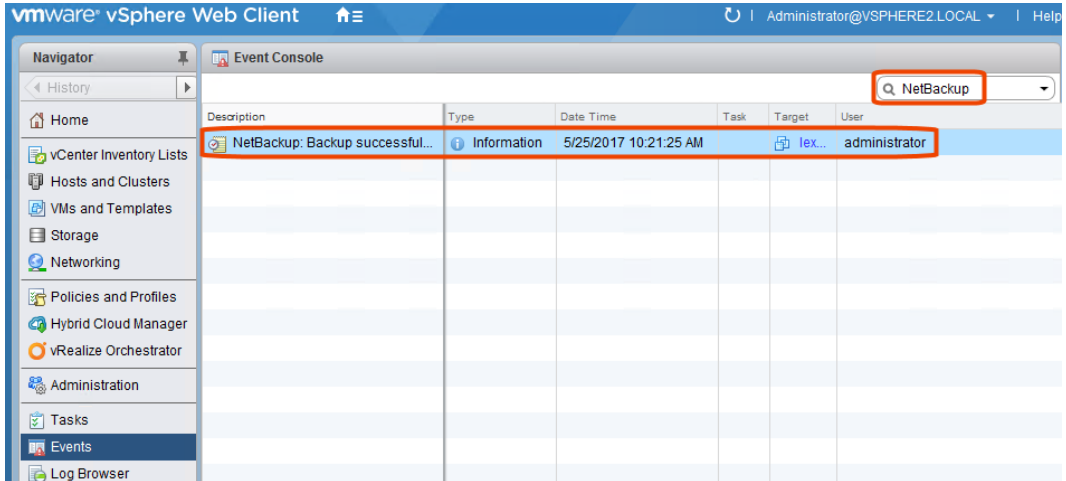 vmware® vSphere Web Client
Administrator@VSPHERE2.LOCAL
Help
Navigator
Event Console
History
NetBackup
Home
Description Type Date Time Task Target User
NetBackup: Backup successful... Information 5/25/2017 10:21:25 AM lex... administrator
vCenter Inventory Lists
Hosts and Clusters
VMs and Templates
Storage
Networking
Policies and Profiles
Hybrid Cloud Manager
vRealize Orchestrator
Administration
Tasks
Events
Log Browser